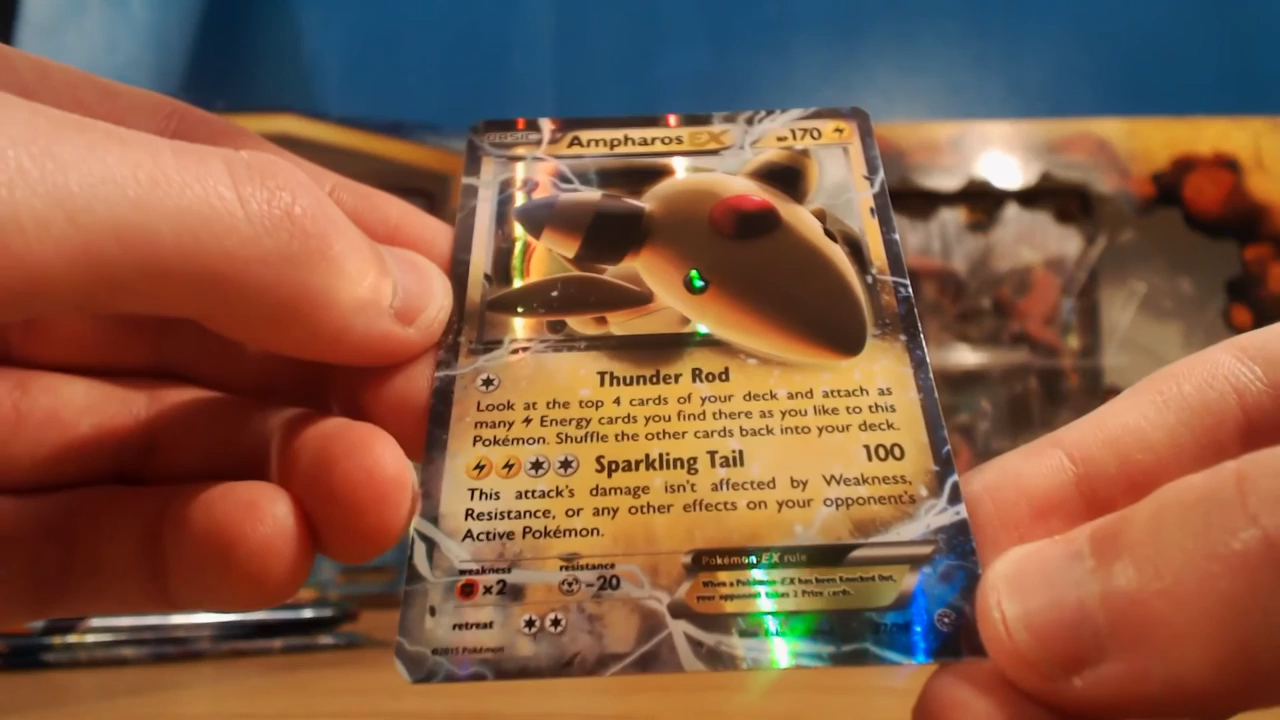 BASIC Ampharos EX HP170
Thunder Rod
Look at the top 4 cards of your deck and attach as
many Energy cards you find there as you like to this
Pokémon. Shuffle the other cards back into your deck.
Sparkling Tail 100
This attack's damage isn't affected by Weakness,
Resistance, or any other effects on your opponent's
Active Pokémon.
Pokémon-EX rule
weakness resistance
×2 -20
When a Pokémon-EX has been Knocked Out,
your opponent takes 2 Prize cards.
retreat
©2015 Pokémon